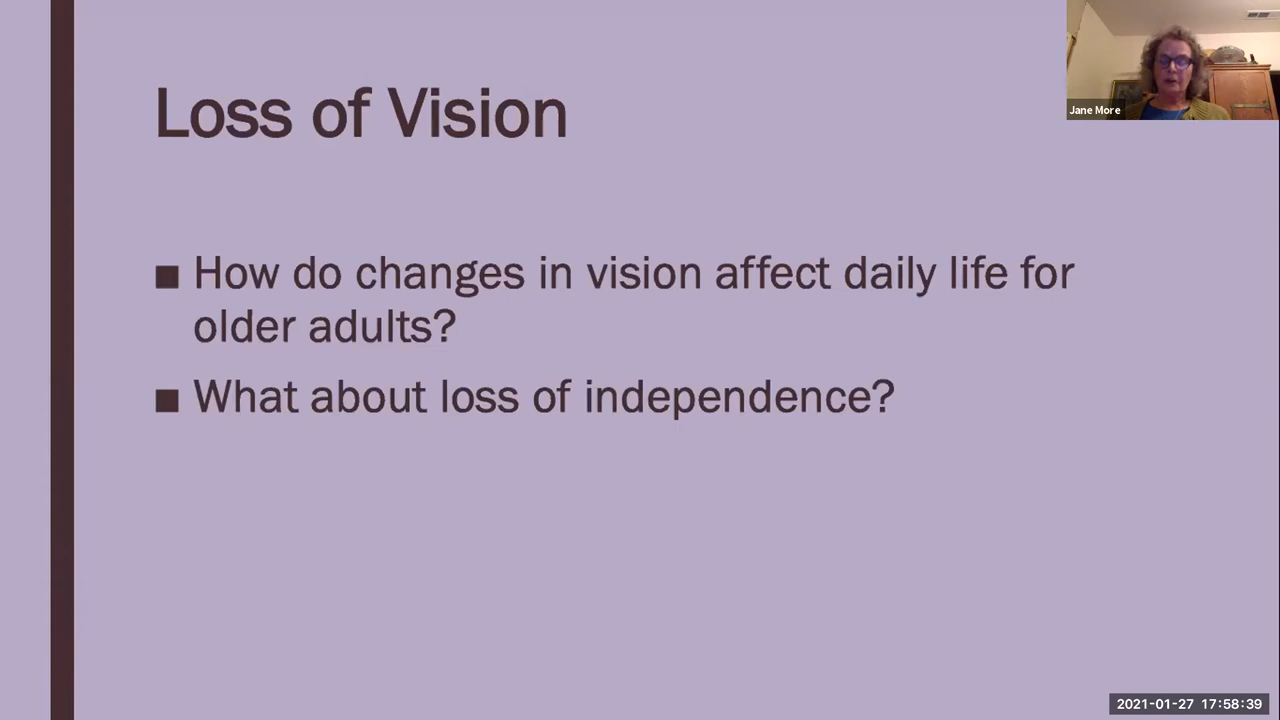 Loss of Vision
Jane More
■ How do changes in vision affect daily life for
older adults?
■ What about loss of independence?
2021-01-27 17:58:39